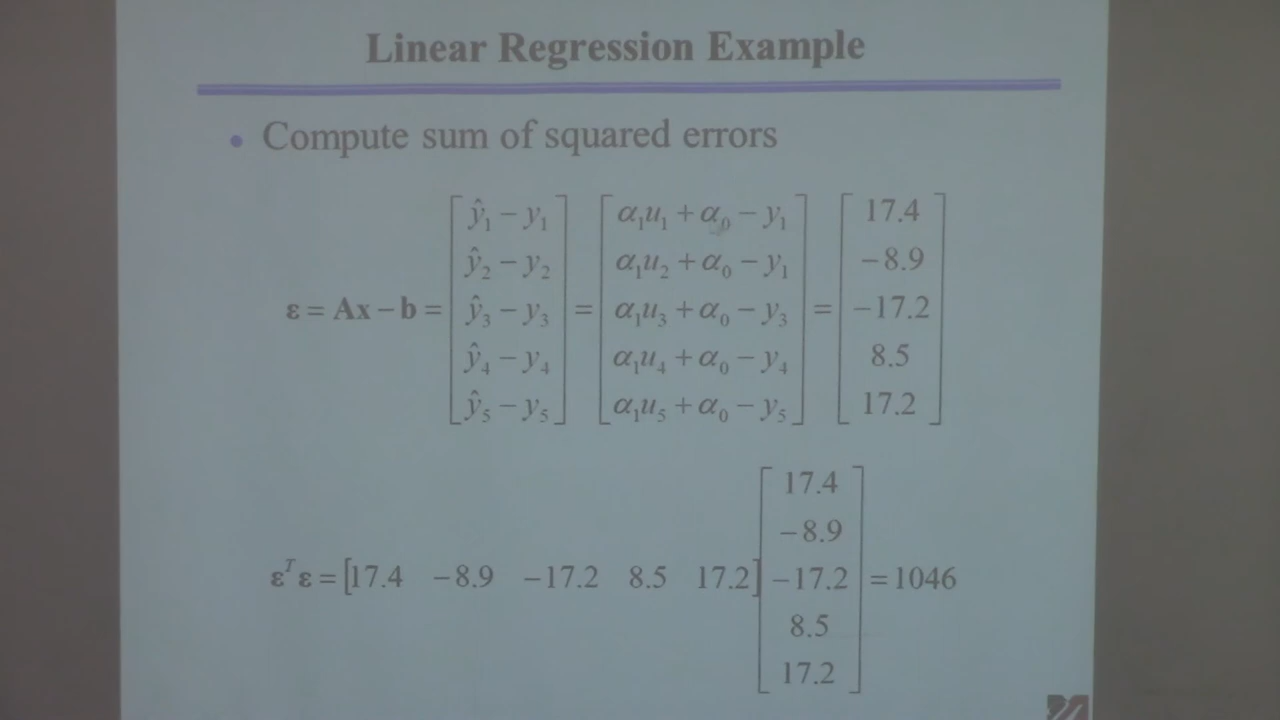 Linear Regression Example
• Compute sum of squared errors
ŷ₁ − y₁ α₁u₁ + α₀ − y₁ 17.4
ŷ₂ − y₂ α₁u₂ + α₀ − y₁ −8.9
ε = Ax − b = ŷ₃ − y₃ = α₁u₃ + α₀ − y₃ = −17.2
ŷ₄ − y₄ α₁u₄ + α₀ − y₄ 8.5
ŷ₅ − y₅ α₁u₅ + α₀ − y₅ 17.2
17.4
−8.9
εᵀε = [17.4 −8.9 −17.2 8.5 17.2] −17.2 = 1046
8.5
17.2